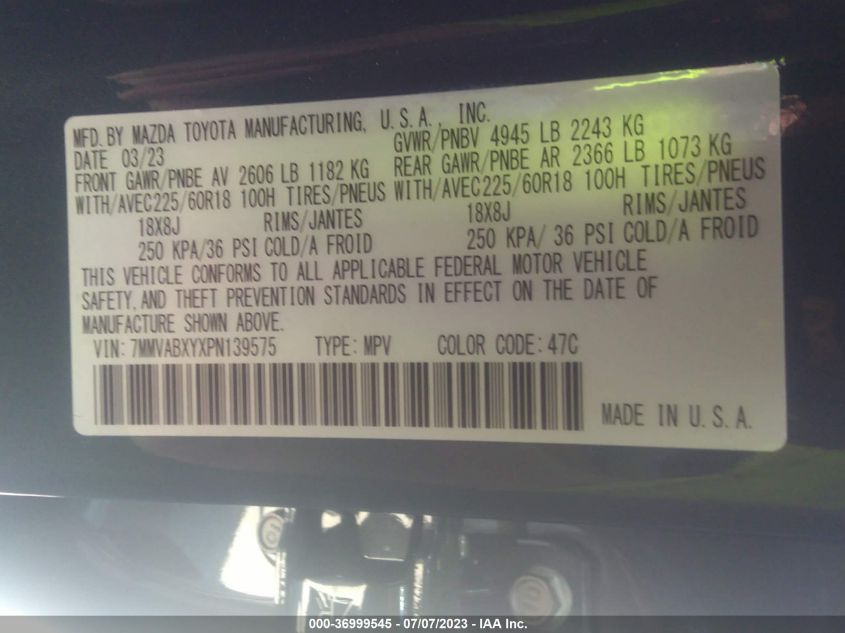 MFD. BY MAZDA TOYOTA MANUFACTURING, U.S.A., INC.
DATE 03/23 GVWR/PNBV 4945 LB 2243 KG
FRONT GAWR/PNBE AV 2606 LB 1182 KG REAR GAWR/PNBE AR 2366 LB 1073 KG
WITH/AVEC225/60R18 100H TIRES/PNEUS WITH/AVEC225/60R18 100H TIRES/PNEUS
18X8J RIMS/JANTES 18X8J RIMS/JANTES
250 KPA/36 PSI COLD/A FROID 250 KPA/ 36 PSI COLD/A FROID
THIS VEHICLE CONFORMS TO ALL APPLICABLE FEDERAL MOTOR VEHICLE
SAFETY, AND THEFT PREVENTION STANDARDS IN EFFECT ON THE DATE OF
MANUFACTURE SHOWN ABOVE.
VIN: 7MMVABXYXPN139575 TYPE: MPV COLOR CODE: 47C
MADE IN U.S.A.
000-36999545 - 07/07/2023 - IAA Inc.